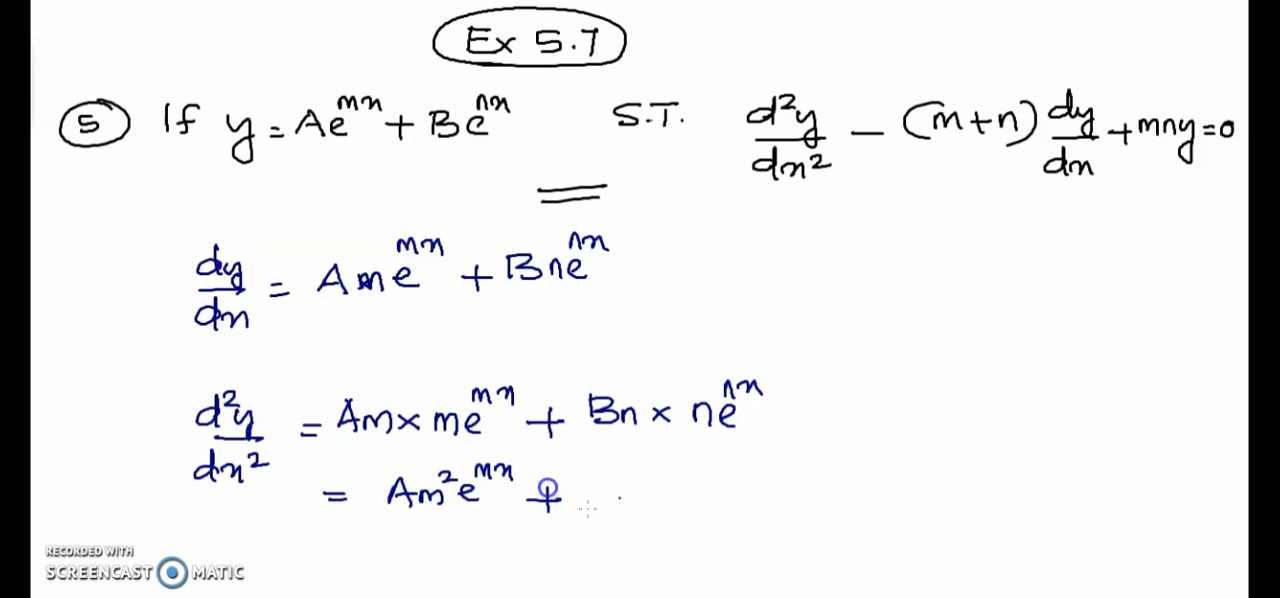 Ex 5.7
5 If y = Ae^{mx} + Be^{nx} S.T. d²y/dx² − (m+n) dy/dx + mny = 0
dy/dx = Ame^{mx} + Bne^{nx}
d²y/dx² = Am × me^{mx} + Bn × ne^{nx}
= Am²e^{mx} +
RECORDED WITH
SCREENCAST MATIC